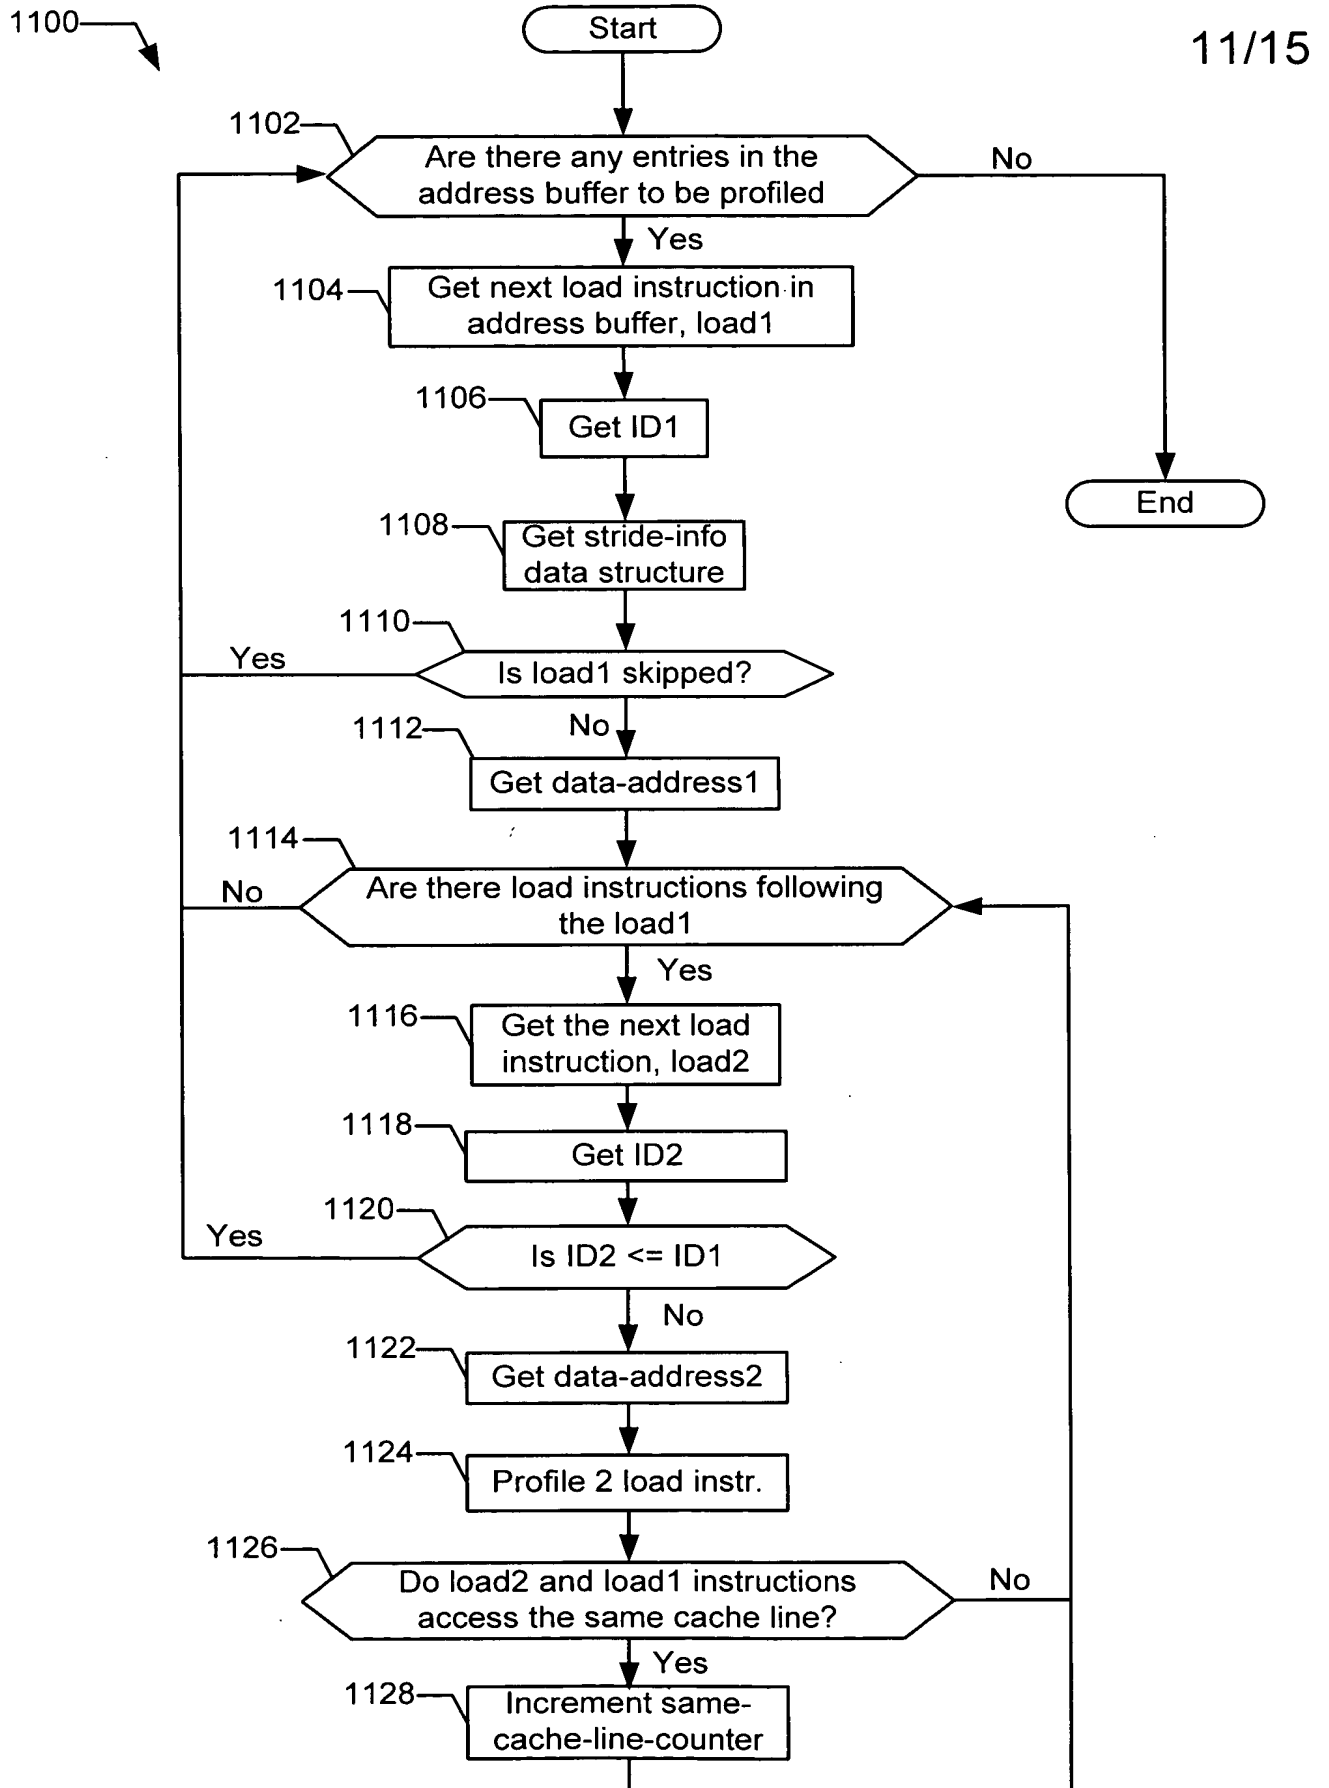 1100
Start
11/15
1102
Are there any entries in the
address buffer to be profiled
No
Yes
1104
Get next load instruction in
address buffer, load1
1106
Get ID1
End
1108
Get stride-info
data structure
1110
Yes
Is load1 skipped?
No
1112
Get data-address1
1114
No
Are there load instructions following
the load1
Yes
1116
Get the next load
instruction, load2
1118
Get ID2
1120
Yes
Is ID2 <= ID1
No
1122
Get data-address2
1124
Profile 2 load instr.
1126
Do load2 and load1 instructions
access the same cache line?
No
Yes
1128
Increment same-
cache-line-counter